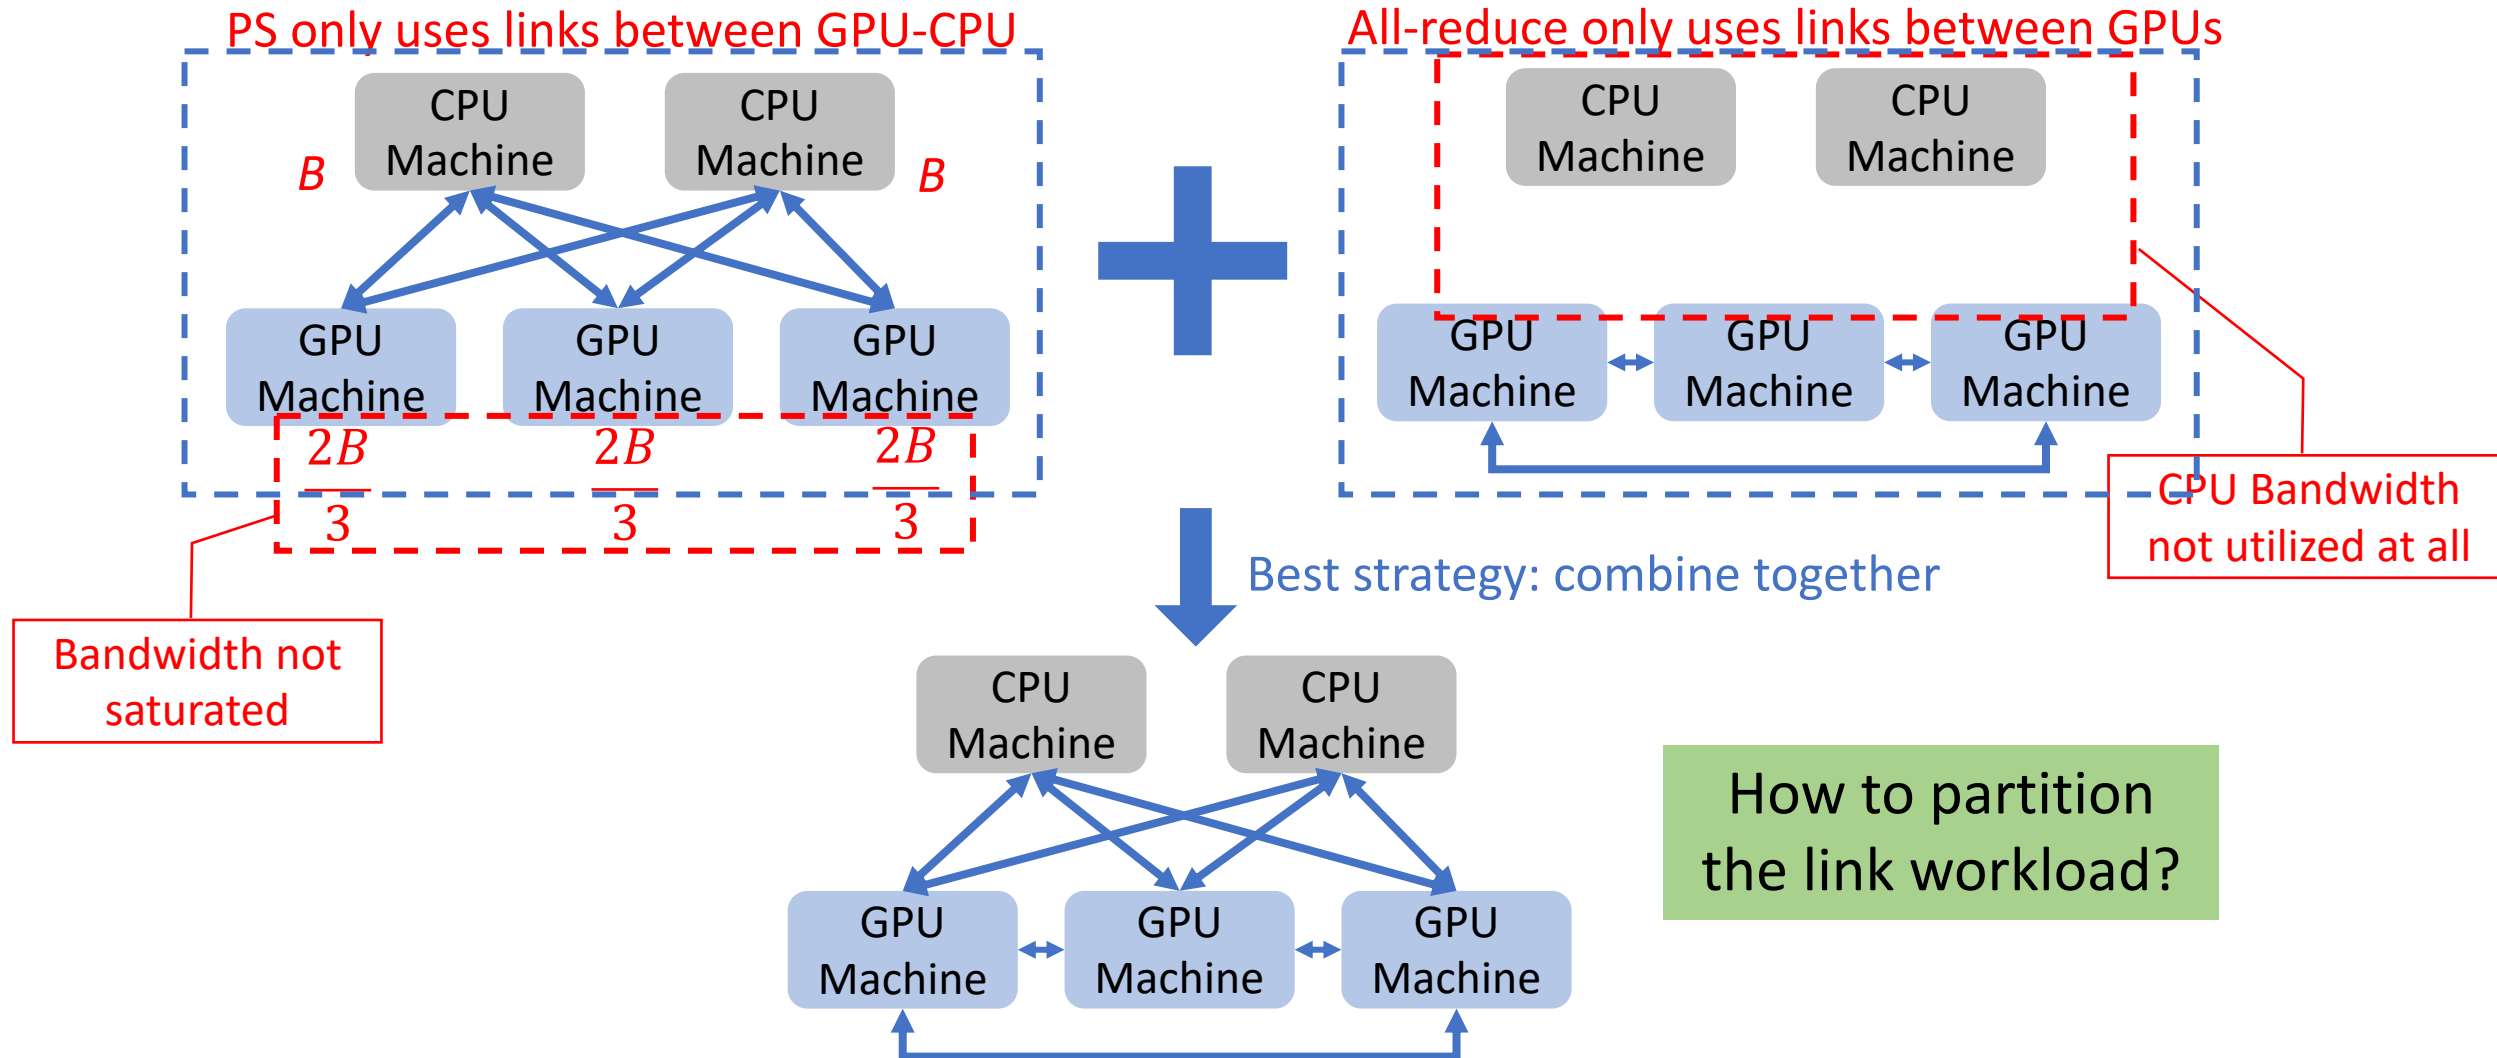 PS only uses links between GPU-CPU
CPU
Machine
CPU
Machine
B
B
GPU
Machine
GPU
Machine
GPU
Machine
2B
3
2B
3
2B
3
Bandwidth not
saturated
All-reduce only uses links between GPUs
CPU
Machine
CPU
Machine
GPU
Machine
GPU
Machine
GPU
Machine
CPU Bandwidth
not utilized at all
Best strategy: combine together
CPU
Machine
CPU
Machine
GPU
Machine
GPU
Machine
GPU
Machine
How to partition
the link workload?